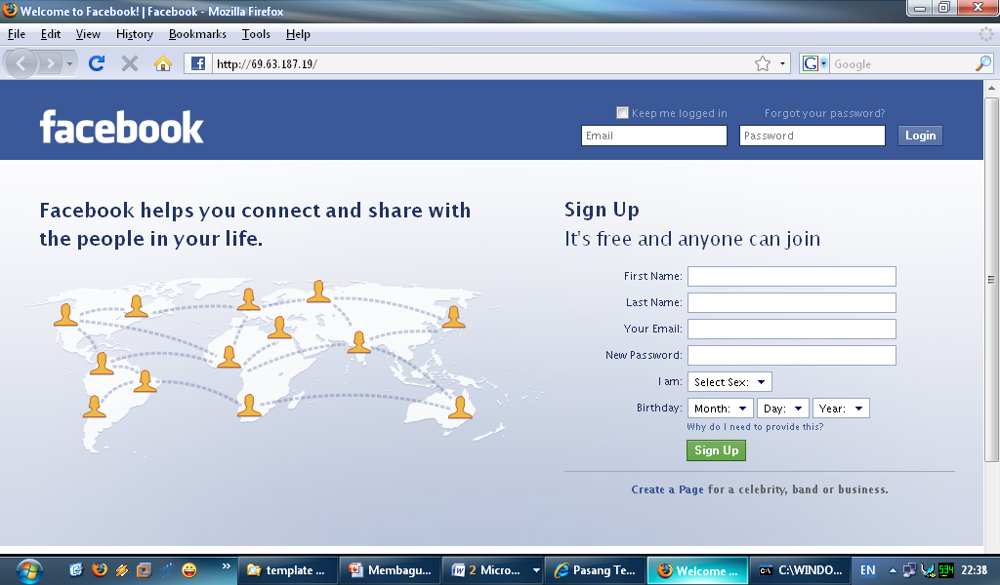 Welcome to Facebook! | Facebook - Mozilla Firefox
File Edit View History Bookmarks Tools Help
http://69.63.187.19/
G Google
facebook
Keep me logged in Forgot your password?
Email Password Login
Facebook helps you connect and share with
the people in your life.
Sign Up
It's free and anyone can join
First Name:
Last Name:
Your Email:
New Password:
I am: Select Sex:
Birthday: Month: Day: Year:
Why do I need to provide this?
Sign Up
Create a Page for a celebrity, band or business.
» template ... Membagu... 2 Micro... Pasang Te... Welcome ... C:\WINDO... EN 534 22:38